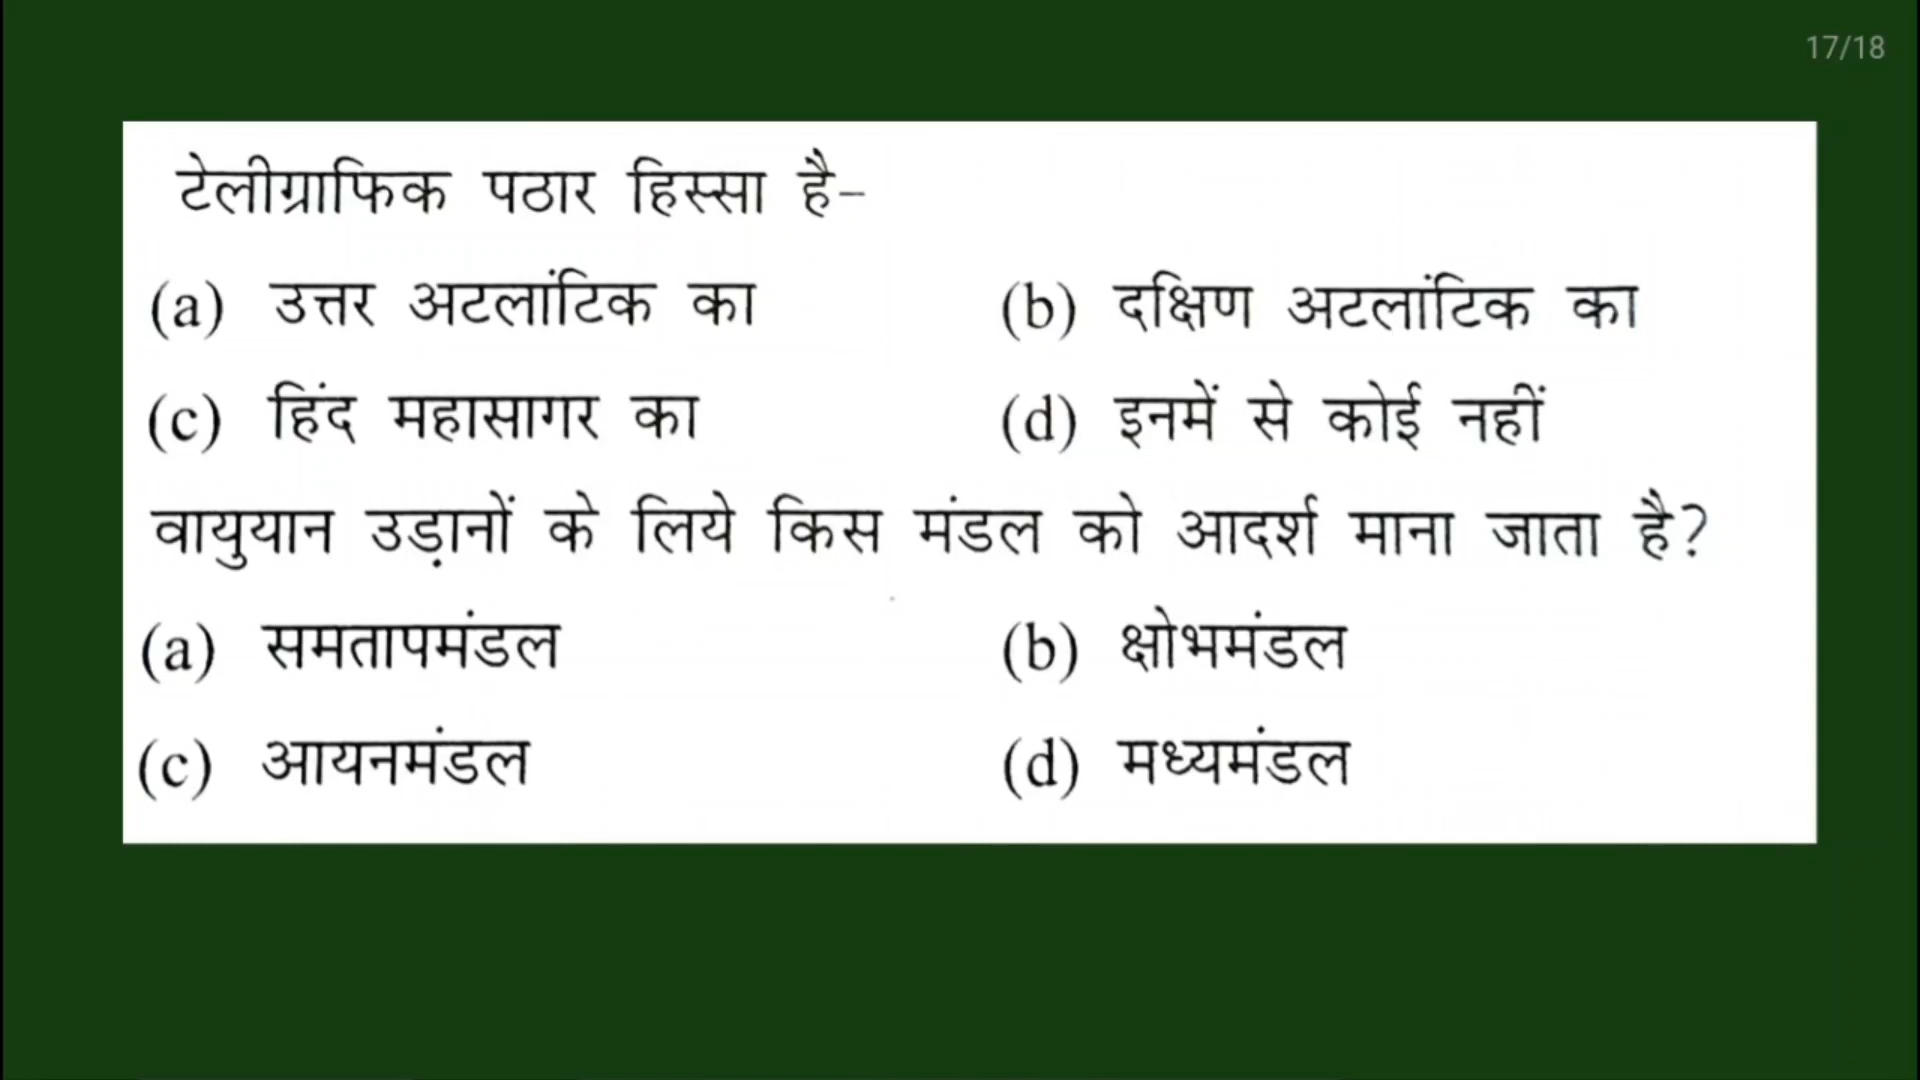 17/18
टेलीग्राफिक पठार हिस्सा है-
(a) उत्तर अटलांटिक का (b) दक्षिण अटलांटिक का
(c) हिंद महासागर का (d) इनमें से कोई नहीं
वायुयान उड़ानों के लिये किस मंडल को आदर्श माना जाता है?
(a) समतापमंडल (b) क्षोभमंडल
(c) आयनमंडल (d) मध्यमंडल